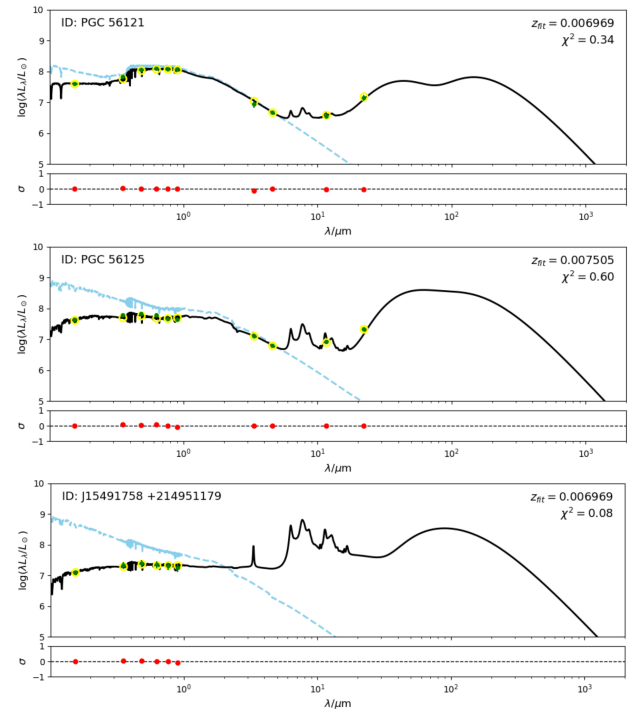 ID: PGC 56121
z_fit = 0.006969
χ² = 0.34
log(λL_λ/L_⊙)
10
9
8
7
6
5
σ
1
0
−1
10⁰ 10¹ 10² 10³
λ/μm
ID: PGC 56125
z_fit = 0.007505
χ² = 0.60
log(λL_λ/L_⊙)
10
9
8
7
6
5
σ
1
0
−1
10⁰ 10¹ 10² 10³
λ/μm
ID: J15491758 +214951179
z_fit = 0.006969
χ² = 0.08
log(λL_λ/L_⊙)
10
9
8
7
6
5
σ
1
0
−1
10⁰ 10¹ 10² 10³
λ/μm